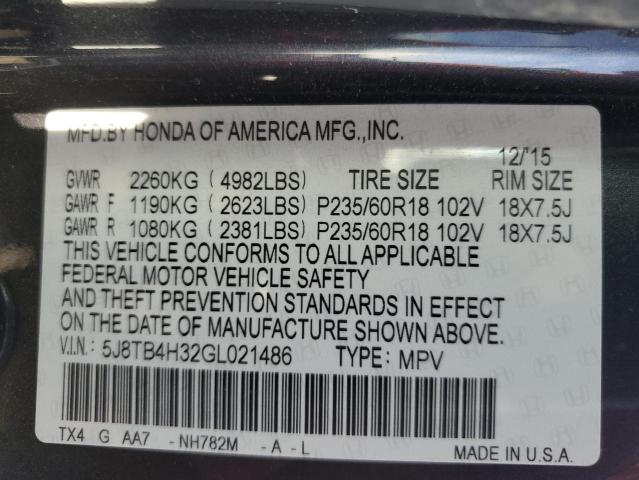 MFD.BY HONDA OF AMERICA MFG.,INC.
12/'15
GVWR 2260KG (4982LBS) TIRE SIZE RIM SIZE
GAWR F 1190KG (2623LBS) P235/60R18 102V 18X7.5J
GAWR R 1080KG (2381LBS) P235/60R18 102V 18X7.5J
THIS VEHICLE CONFORMS TO ALL APPLICABLE
FEDERAL MOTOR VEHICLE SAFETY
AND THEFT PREVENTION STANDARDS IN EFFECT
ON THE DATE OF MANUFACTURE SHOWN ABOVE.
V.I.N.: 5J8TB4H32GL021486 TYPE: MPV
TX4 G AA7 - NH782M - A - L MADE IN U.S.A.